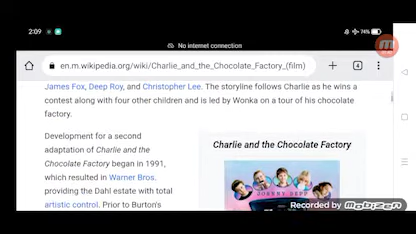 2:09
74%
No internet connection
en.m.wikipedia.org/wiki/Charlie_and_the_Chocolate_Factory_(film)
4
James Fox, Deep Roy, and Christopher Lee. The storyline follows Charlie as he wins a
contest along with four other children and is led by Wonka on a tour of his chocolate
factory.
Development for a second
adaptation of Charlie and the
Chocolate Factory began in 1991,
which resulted in Warner Bros.
providing the Dahl estate with total
artistic control. Prior to Burton's
Charlie and the Chocolate Factory
JOHNNY DEPP
Recorded by mobizen